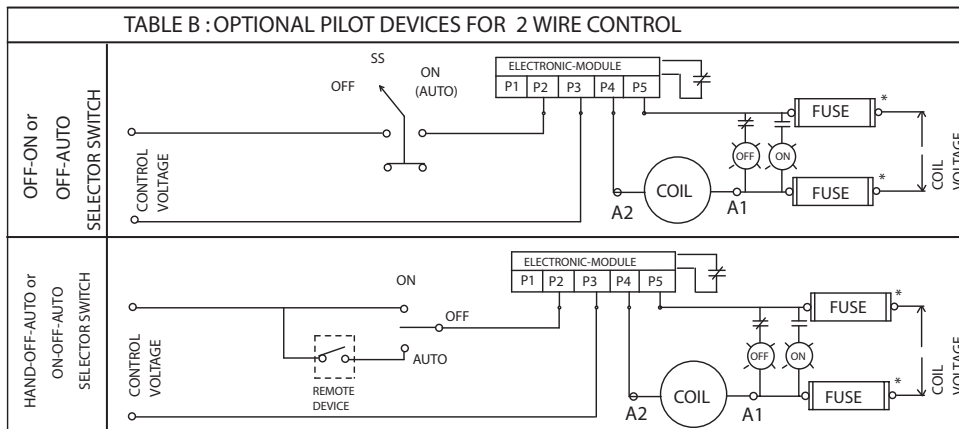 TABLE B : OPTIONAL PILOT DEVICES FOR 2 WIRE CONTROL
OFF-ON or
OFF-AUTO
SELECTOR SWITCH
CONTROL
VOLTAGE
SS
OFF
ON
(AUTO)
ELECTRONIC-MODULE
P1 P2 P3 P4 P5
OFF
ON
FUSE *
FUSE *
COIL
A2
A1
COIL
VOLTAGE
HAND-OFF-AUTO or
ON-OFF-AUTO
SELECTOR SWITCH
CONTROL
VOLTAGE
ON
OFF
AUTO
REMOTE
DEVICE
ELECTRONIC-MODULE
P1 P2 P3 P4 P5
OFF
ON
FUSE *
FUSE *
COIL
A2
A1
COIL
VOLTAGE